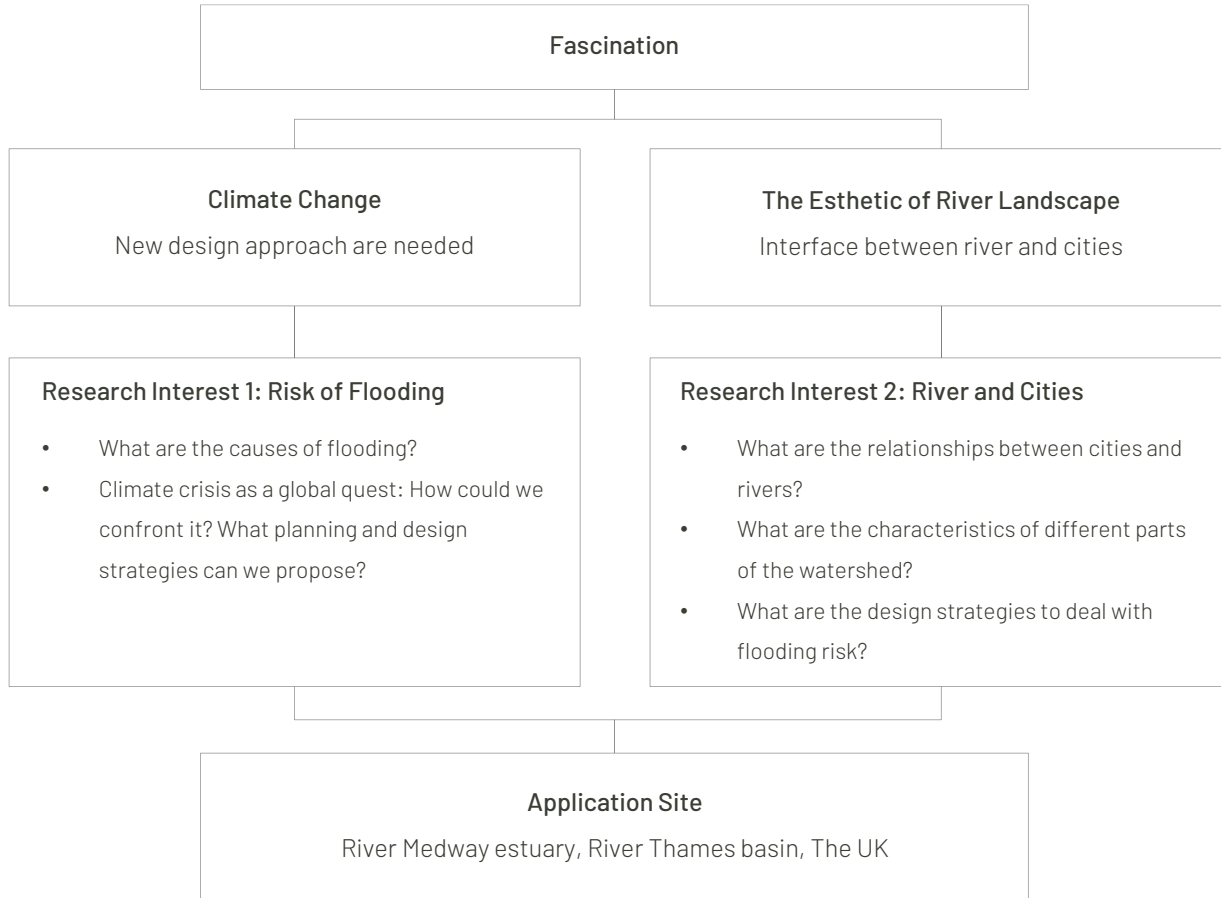 Fascination
Climate Change
New design approach are needed
The Esthetic of River Landscape
Interface between river and cities
Research Interest 1: Risk of Flooding
• What are the causes of flooding?
• Climate crisis as a global quest: How could we
confront it? What planning and design
strategies can we propose?
Research Interest 2: River and Cities
• What are the relationships between cities and
rivers?
• What are the characteristics of different parts
of the watershed?
• What are the design strategies to deal with
flooding risk?
Application Site
River Medway estuary, River Thames basin, The UK